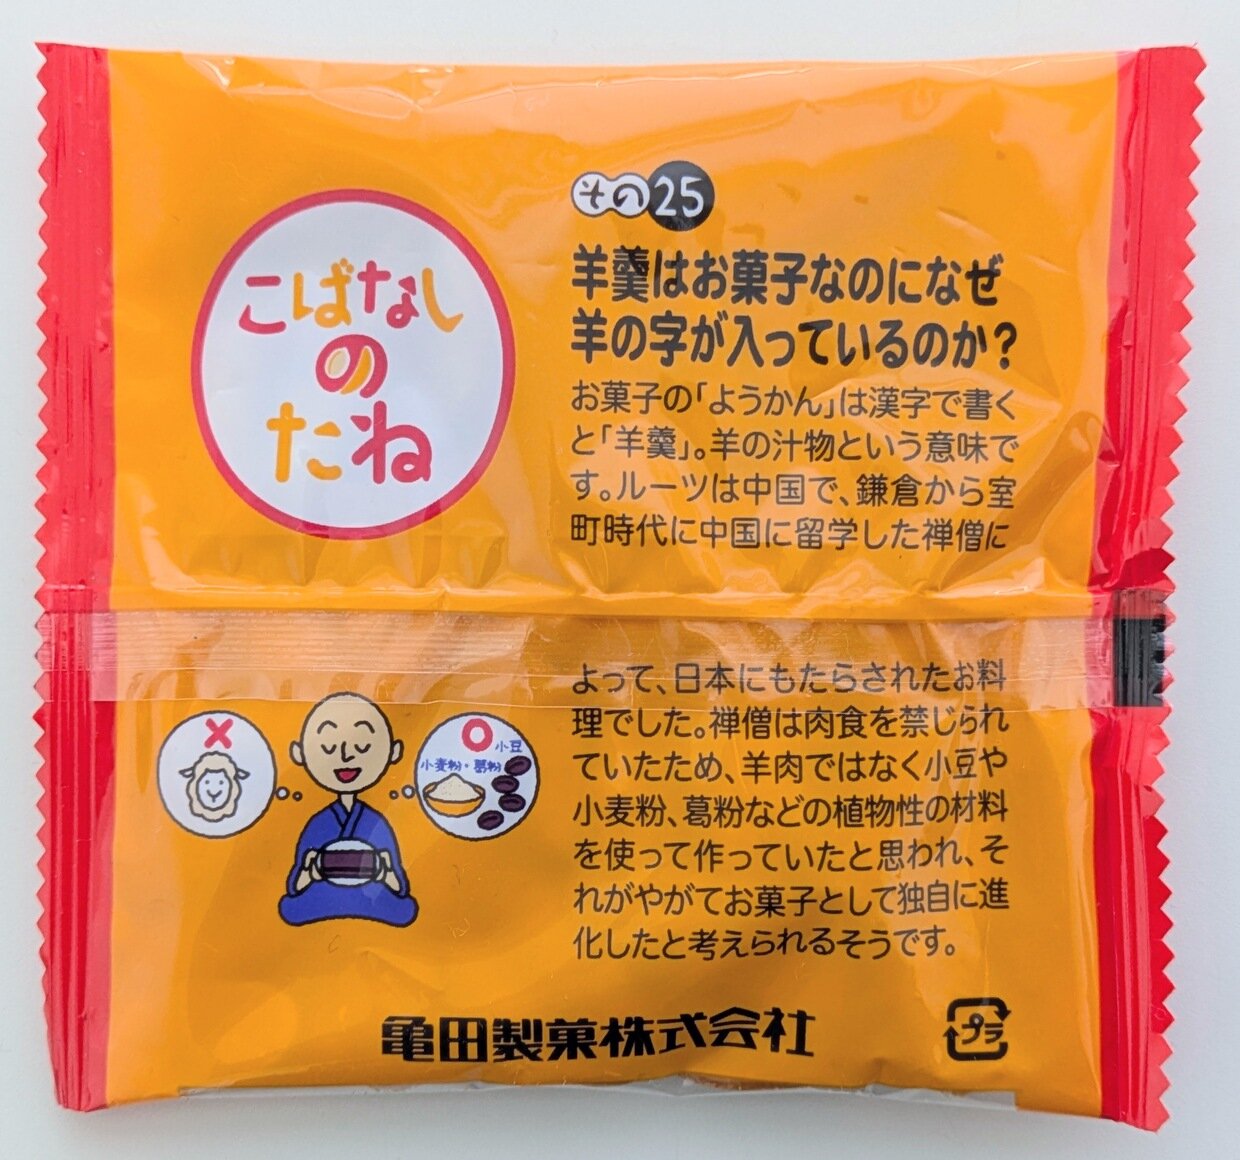 こばなし
の
たね
その25
羊羹はお菓子なのになぜ
羊の字が入っているのか?
お菓子の「ようかん」は漢字で書く
と「羊羹」。羊の汁物という意味で
す。ルーツは中国で、鎌倉から室
町時代に中国に留学した禅僧に
よって、日本にもたらされたお料
理でした。禅僧は肉食を禁じられ
ていたため、羊肉ではなく小豆や
小麦粉、葛粉などの植物性の材料
を使って作っていたと思われ、そ
れがやがてお菓子として独自に進
化したと考えられるそうです。
小豆
小麦粉・葛粉
亀田製菓株式会社
プラ